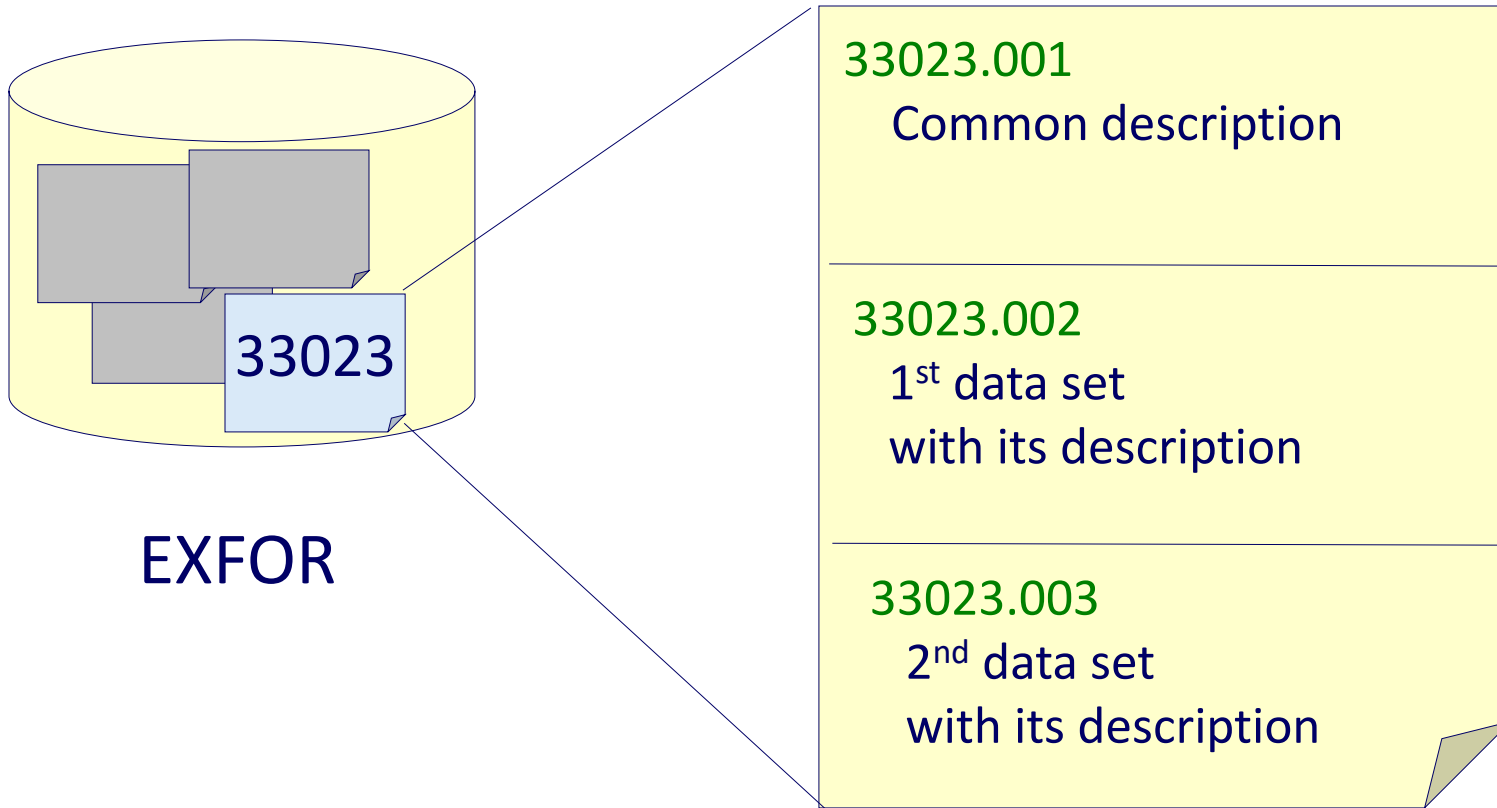 33023
EXFOR
33023.001
Common description
33023.002
1st data set
with its description
33023.003
2nd data set
with its description